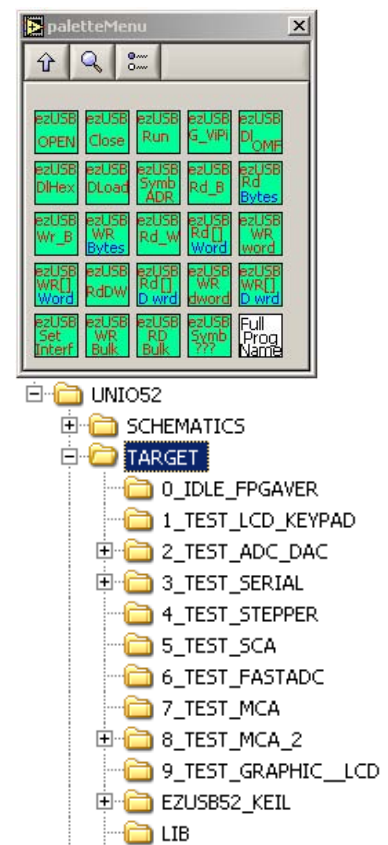 paletteMenu
ezUSB ezUSB ezUSB ezUSB ezUSB
OPEN Close Run G_ViPi Dl_OMF
ezUSB ezUSB ezUSB ezUSB ezUSB
DlHex DLoad Symb ADR Rd_B Rd Bytes
ezUSB ezUSB ezUSB ezUSB ezUSB
Wr_B WR Bytes Rd_W Rd[] Word WR word
ezUSB ezUSB ezUSB ezUSB ezUSB
WR[] Word RdDW Rd[] D wrd WR dword WR[] D wrd
ezUSB ezUSB ezUSB ezUSB Full
Set Interf WR Bulk RD Bulk Symb ??? Prog Name
UNIO52
SCHEMATICS
TARGET
0_IDLE_FPGAVER
1_TEST_LCD_KEYPAD
2_TEST_ADC_DAC
3_TEST_SERIAL
4_TEST_STEPPER
5_TEST_SCA
6_TEST_FASTADC
7_TEST_MCA
8_TEST_MCA_2
9_TEST_GRAPHIC__LCD
EZUSB52_KEIL
LIB